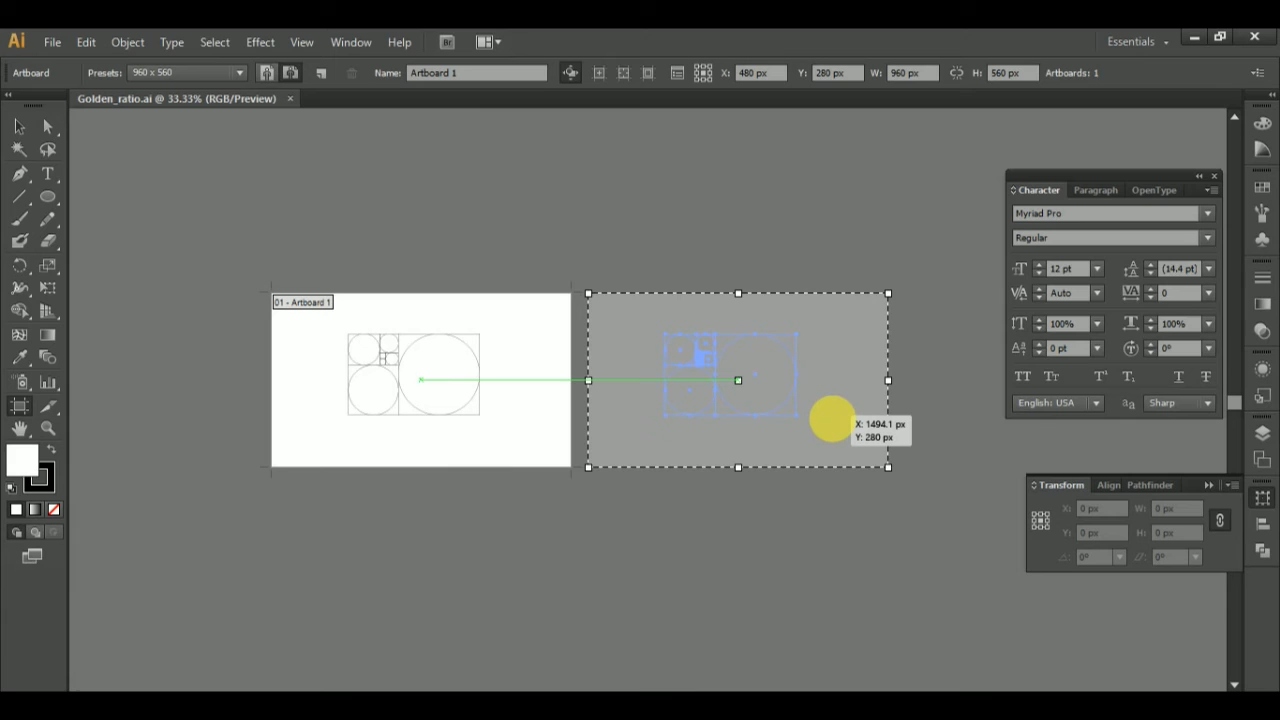 Ai File Edit Object Type Select Effect View Window Help Br Essentials
Artboard Presets: 960 x 560 Name: Artboard 1 X: 480 px Y: 280 px W: 960 px H: 560 px Artboards: 1
Golden_ratio.ai @ 33.33% (RGB/Preview) ×
01 - Artboard 1
X: 1494.1 px
Y: 280 px
Character Paragraph OpenType
Myriad Pro
Regular
12 pt (14.4 pt)
Auto 0
100% 100%
0 pt 0°
English: USA Sharp
Transform Align Pathfinder
X: 0 px W: 0 px
Y: 0 px H: 0 px
0° 0°